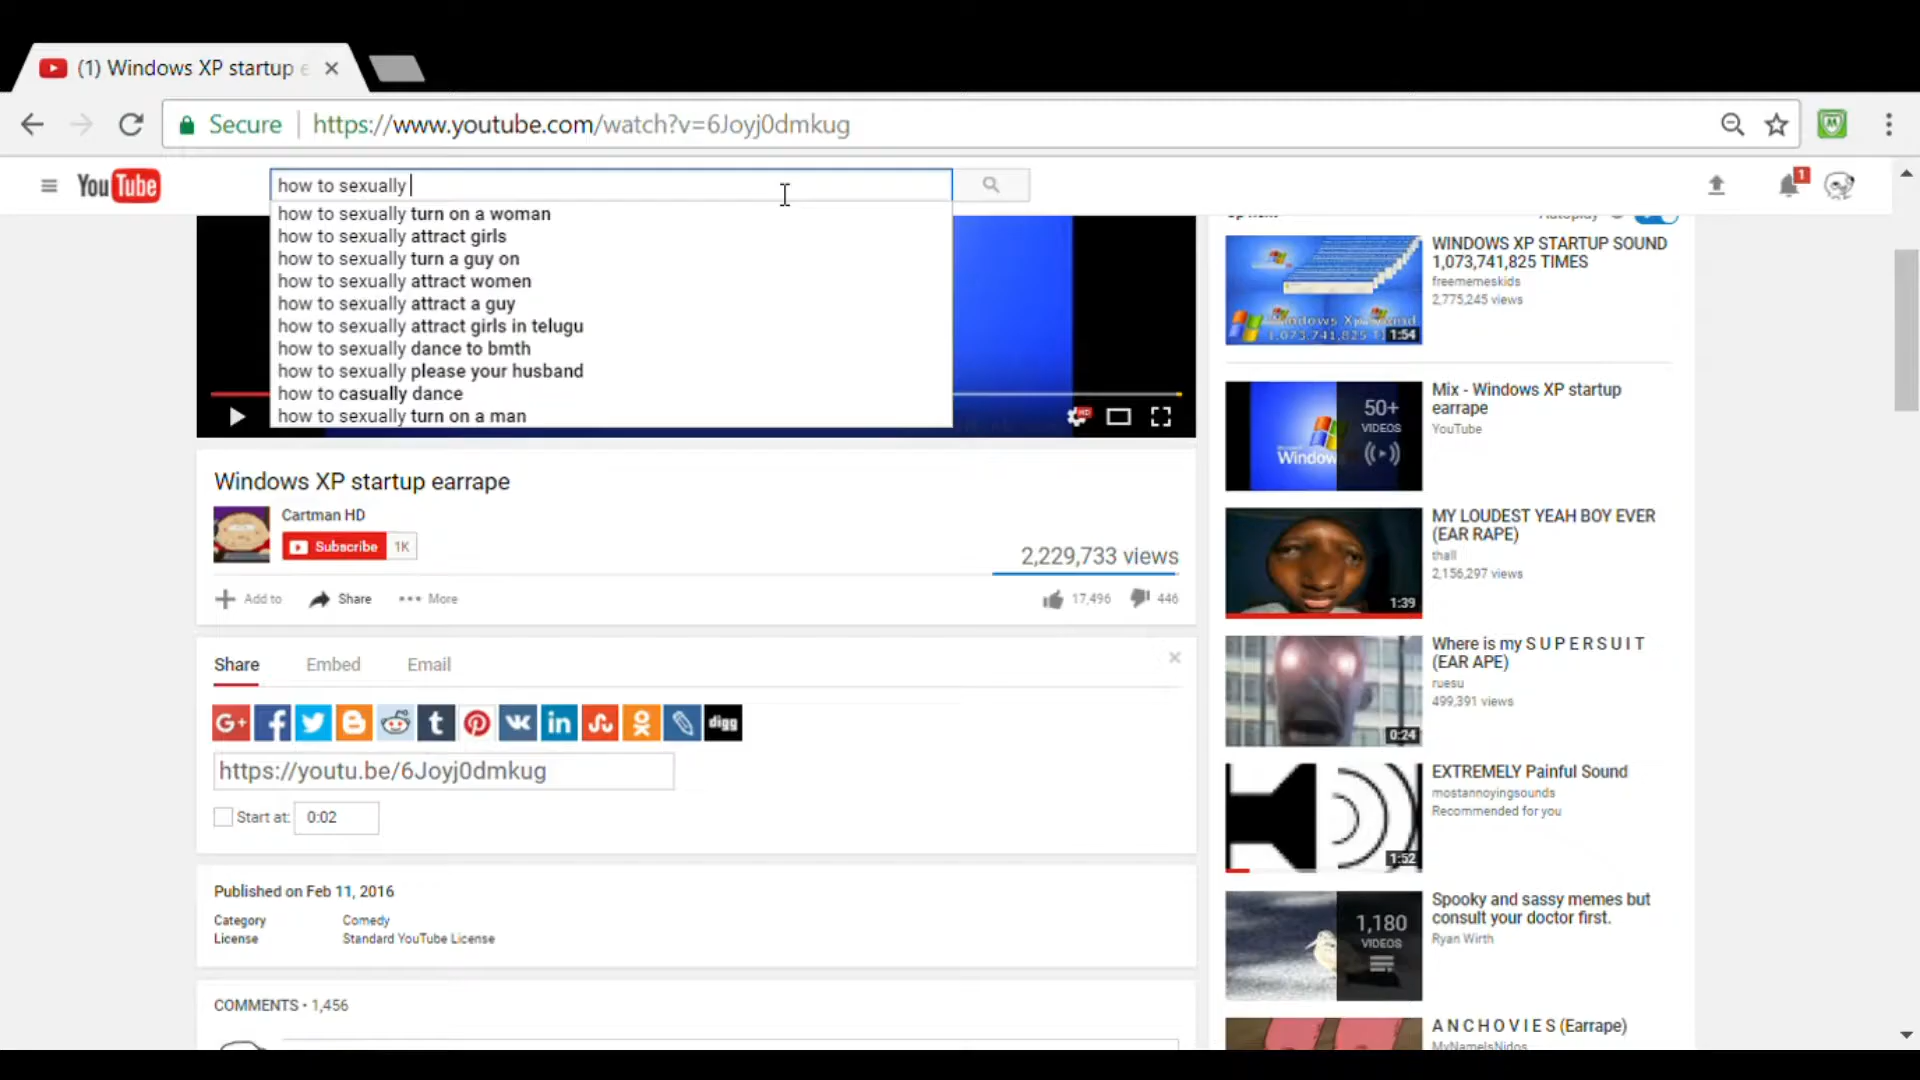 (1) Windows XP startup e
Secure
https://www.youtube.com/watch?v=6Joyj0dmkug
YouTube
how to sexually
1
how to sexually turn on a woman
how to sexually attract girls
how to sexually turn a guy on
how to sexually attract women
how to sexually attract a guy
how to sexually attract girls in telugu
how to sexually dance to bmth
how to sexually please your husband
how to casually dance
how to sexually turn on a man
HD
Windows XP startup earrape
Cartman HD
Subscribe 1K
2,229,733 views
Add to Share More
17,496 446
Share Embed Email
G+
digg
https://youtu.be/6Joyj0dmkug
Start at: 0:02
Published on Feb 11, 2016
Category Comedy
License Standard YouTube License
COMMENTS • 1,456
Autoplay
WINDOWS XP STARTUP SOUND
1,073,741,825 TIMES
freememeskids
2,775,245 views
1:54
Mix - Windows XP startup
earrape
YouTube
50+
VIDEOS
Window
MY LOUDEST YEAH BOY EVER
(EAR RAPE)
thall
2,156,297 views
1:39
Where is my S U P E R S U I T
(EAR APE)
ruesu
499,391 views
0:24
EXTREMELY Painful Sound
mostannoyingsounds
Recommended for you
1:52
Spooky and sassy memes but
consult your doctor first.
Ryan Wirth
1,180
VIDEOS
A N C H O V I E S (Earrape)
MyNameIsNidos